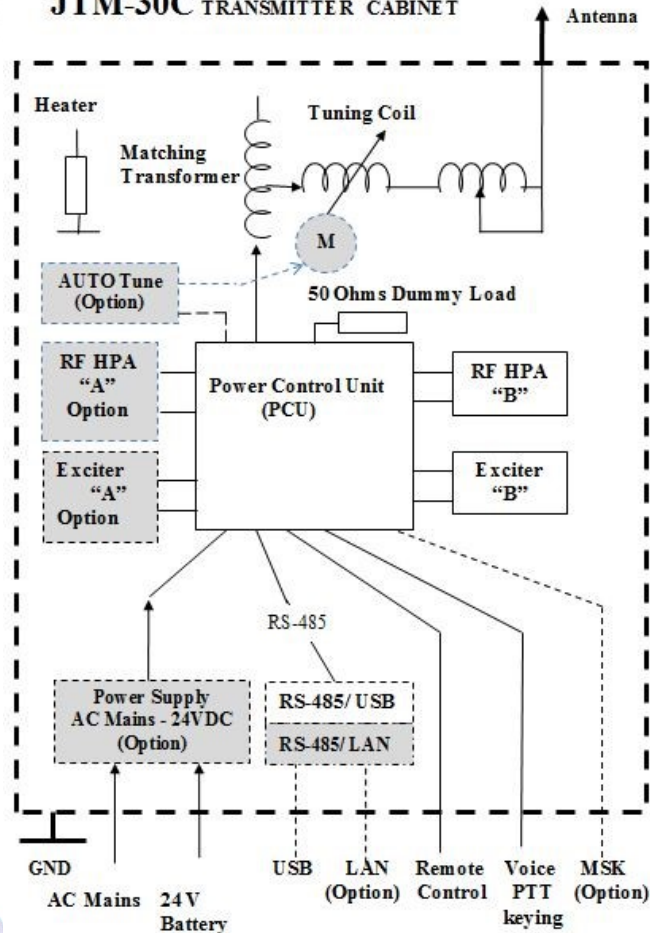 JTM-50C TRANSMITTER CABINET
Antenna
Heater
Tuning Coil
Matching
Transformer
M
AUTO Tune
(Option)
50 Ohms Dummy Load
RF HPA
“A”
Option
Power Control Unit
(PCU)
RF HPA
“B”
Exciter
“A”
Option
Exciter
“B”
RS-485
Power Supply
AC Mains - 24VDC
(Option)
RS-485/ USB
RS-485/ LAN
GND
AC Mains
24V
Battery
USB
LAN
(Option)
Remote
Control
Voice
PTT
keying
MSK
(Option)